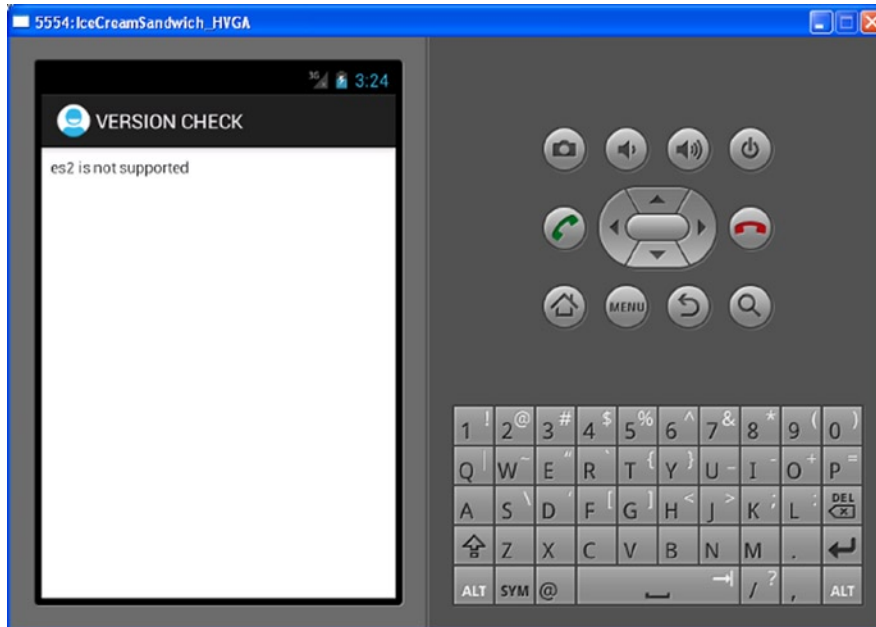 5554:IceCreamSandwich_HVGA
3G 3:24
VERSION CHECK
es2 is not supported
MENU
1 ! 2 @ 3 # 4 $ 5 % 6 ^ 7 & 8 * 9 ( 0 )
Q | W ~ E " R ` T { Y } U - I - O + P =
A S \ D ' F [ G ] H < J > K ; L : DEL
Z X C V B N M .
ALT SYM @ / ? , ALT